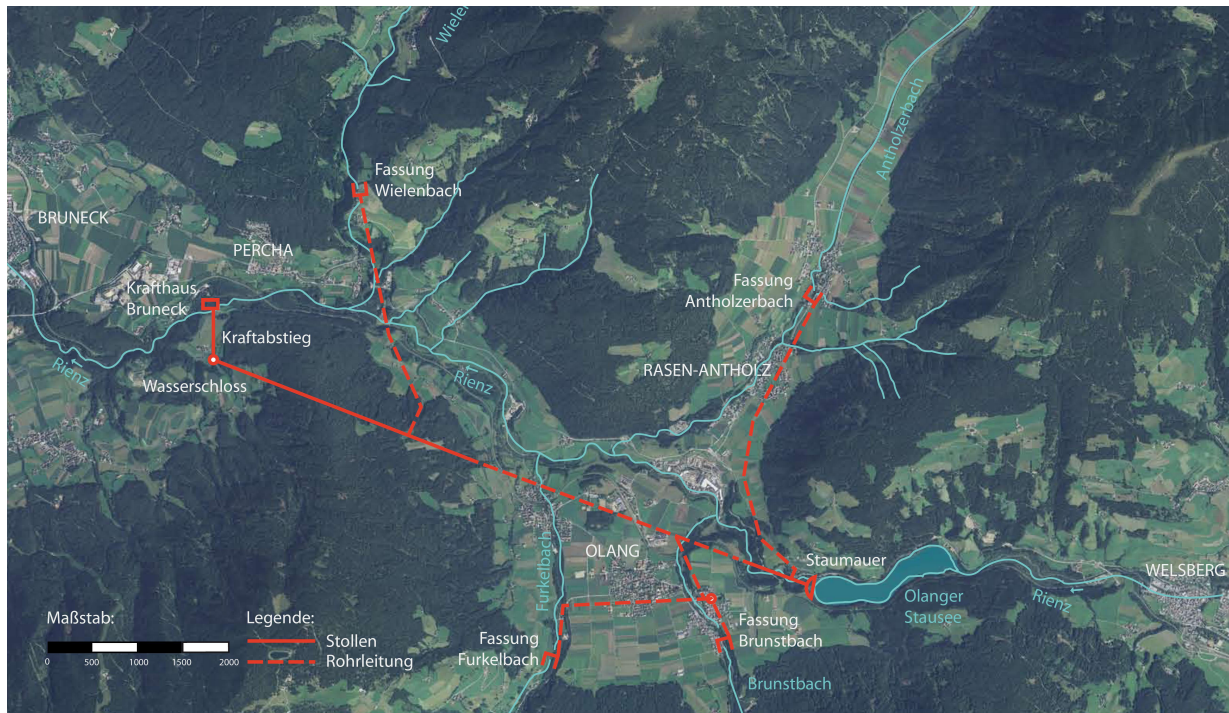 Wielen
Antholzerbach
Fassung
Wielenbach
BRUNECK
PERCHA
Krafthaus
Bruneck
Kraftabstieg
Wasserschloss
Rienz
Rienz
Fassung
Antholzerbach
RASEN-ANTHOLZ
OLANG
Furkelbach
Staumauer
Olanger
Stausee
Rienz
WELSBERG
Fassung
Furkelbach
Fassung
Brunstbach
Brunstbach
Maßstab:
0 500 1000 1500 2000
Legende:
Stollen
Rohrleitung